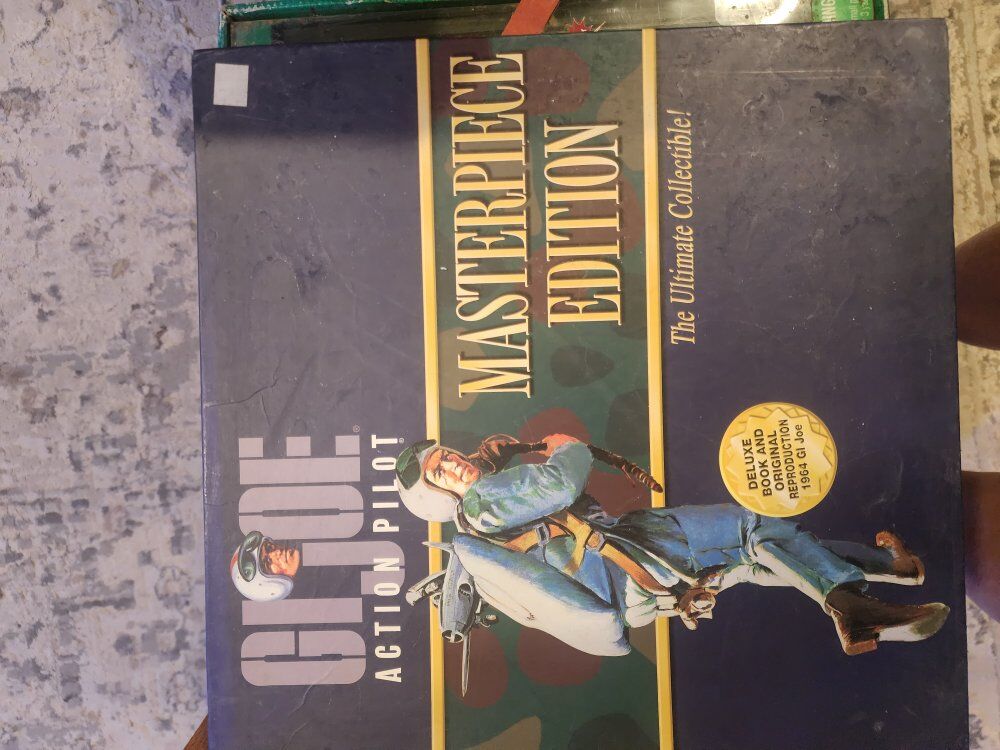 GI JOE®
ACTION PILOT®
MASTERPIECE
EDITION
The Ultimate Collectible!
DELUXE
BOOK AND
ORIGINAL
REPRODUCTION
1964 GI Joe